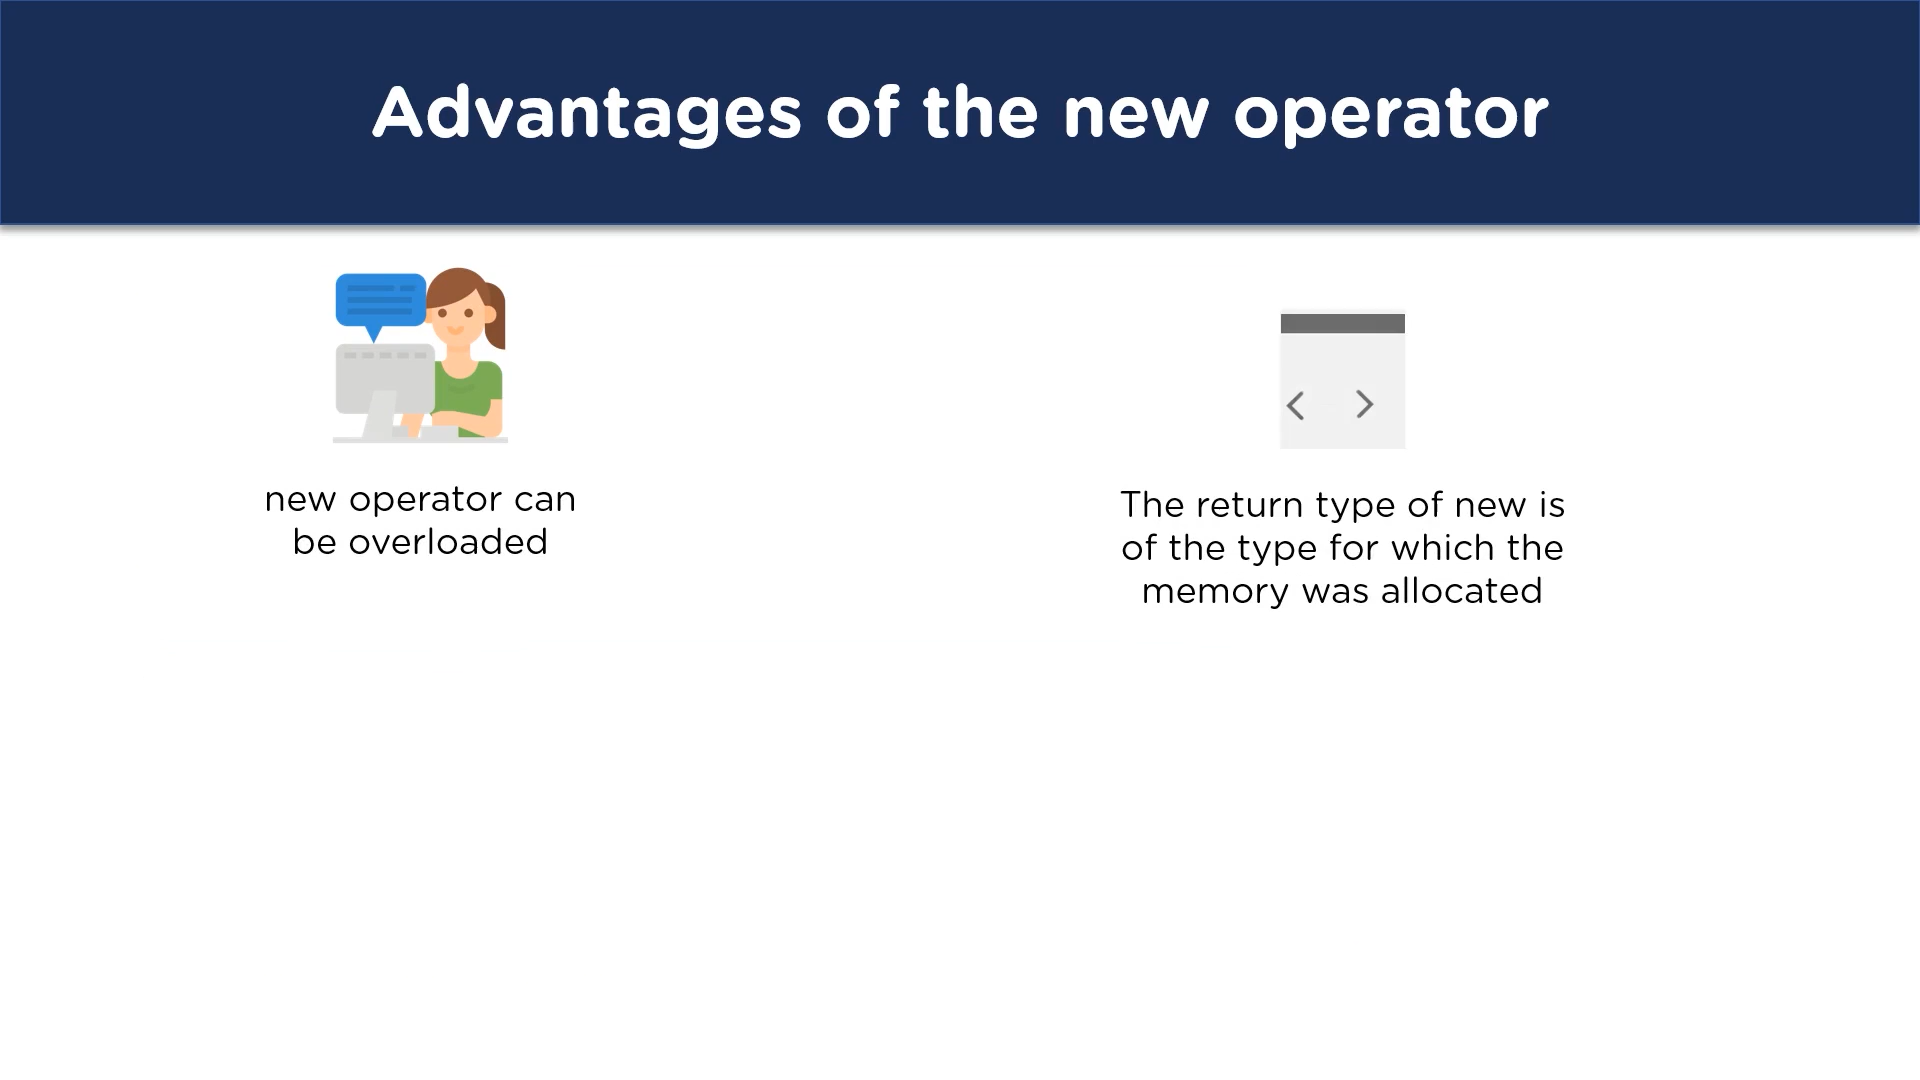 Advantages of the new operator
new operator can
be overloaded
The return type of new is
of the type for which the
memory was allocated